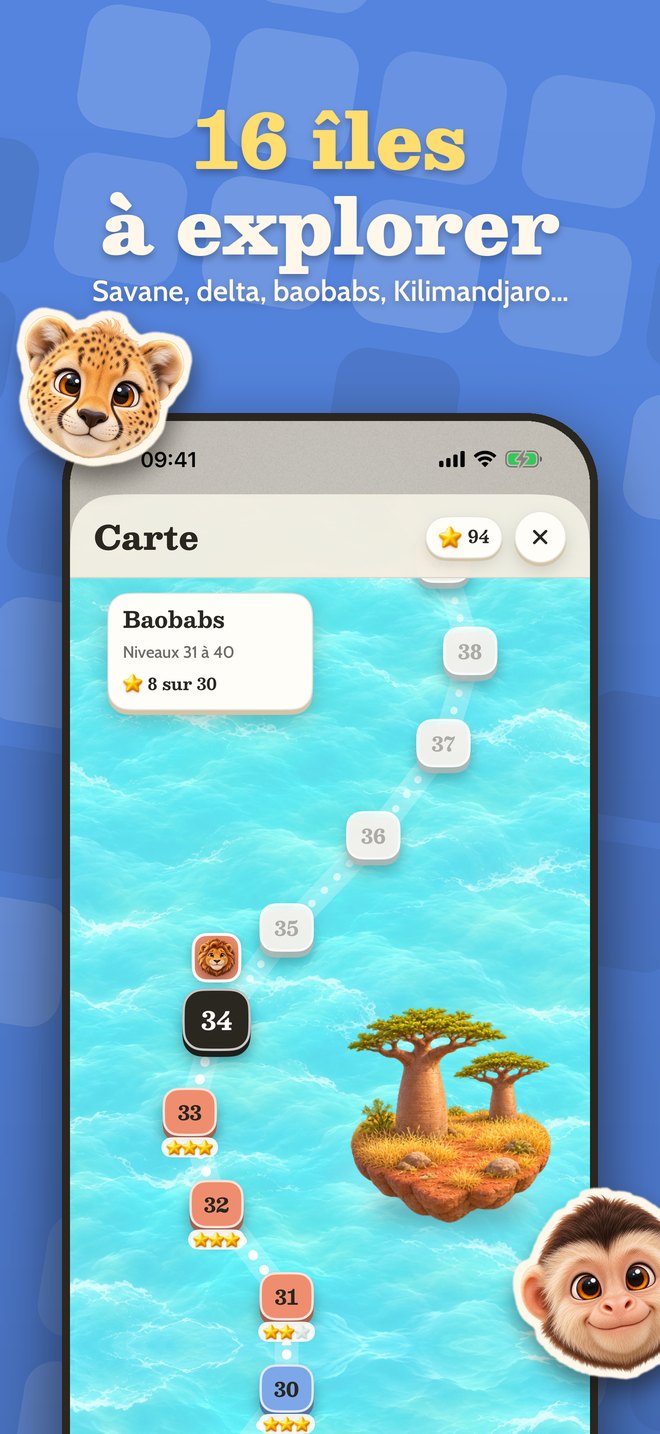 16 îles
à explorer
Savane, delta, baobabs, Kilimandjaro...
09:41
Carte
94
Baobabs
Niveaux 31 à 40
8 sur 30
38
37
36
35
34
33
32
31
30